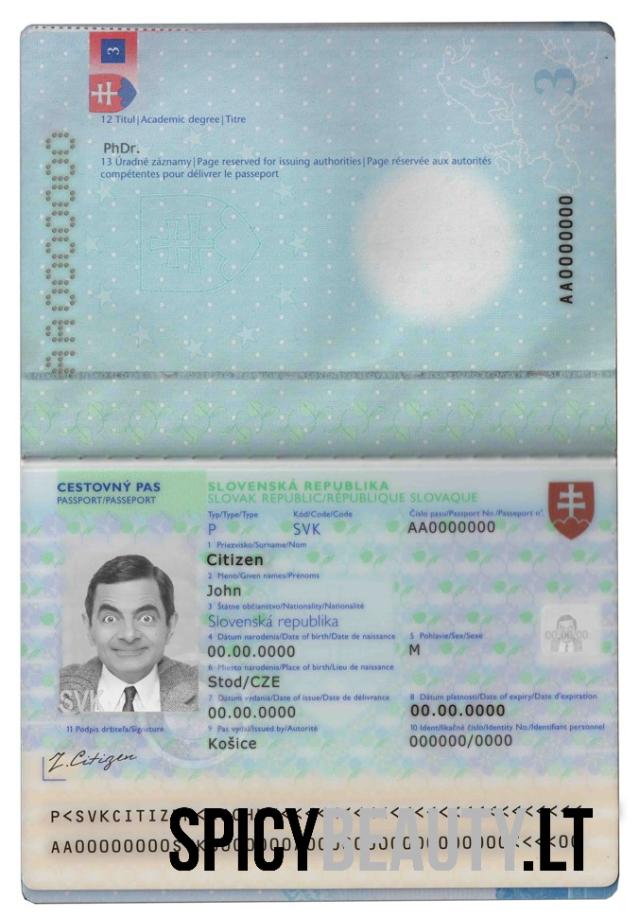 3
3
12 Titul|Academic degree|Titre
PhDr.
13 Úradné záznamy|Page reserved for issuing authorities|Page réservée aux autorités
compétentes pour délivrer le passeport
AA0000000
AA0000000
CESTOVNÝ PAS
PASSPORT/PASSEPORT
SLOVENSKÁ REPUBLIKA
SLOVAK REPUBLIC/RÉPUBLIQUE SLOVAQUE
Typ/Type/Type Kód/Code/Code Číslo pasu/Passport No./Passeport n°.
P SVK AA0000000
1 Priezvisko/Surname/Nom
Citizen
2 Meno/Given names/Prénoms
John
3 Štátne občianstvo/Nationality/Nationalité
Slovenská republika
4 Dátum narodenia/Date of birth/Date de naissance 5 Pohlavie/Sex/Sexe
00.00.0000 M
00.00.00
6 Miesto narodenia/Place of birth/Lieu de naissance
Stod/CZE
7 Dátum vydania/Date of issue/Date de délivrance 8 Dátum platnosti/Date of expiry/Date d'expiration
00.00.0000 00.00.0000
9 Pas vydal/Issued by/Autorité 10 Identifikačné číslo/Identity No./Identifiant personnel
Košice 000000/0000
SVK
11 Podpis držiteľa/Signature
J. Citizen
SPICYBEAUTY.LT